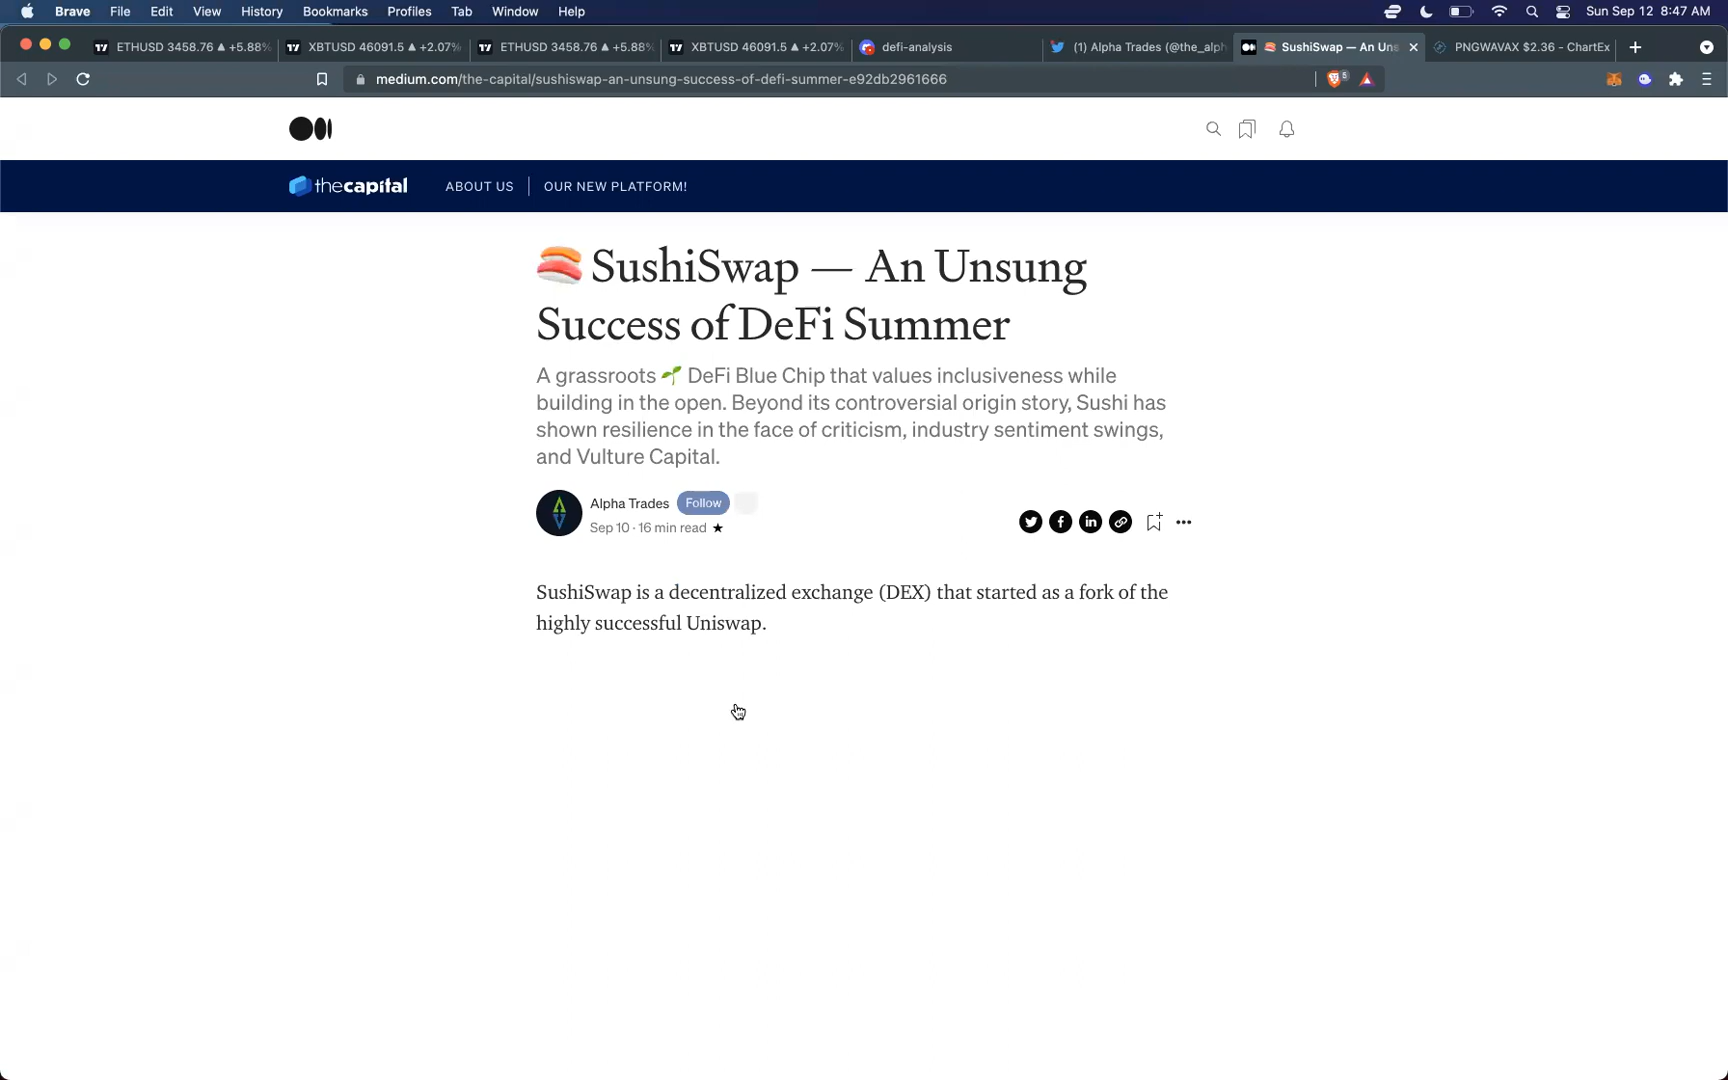 Brave File Edit View History Bookmarks Profiles Tab Window Help Sun Sep 12 8:47 AM
ETHUSD 3458.76 ▲ +5.88% XBTUSD 46091.5 ▲ +2.07% ETHUSD 3458.76 ▲ +5.88% XBTUSD 46091.5 ▲ +2.07% defi-analysis (1) Alpha Trades (@the_alph 🍣 SushiSwap — An Uns PNGWAVAX $2.36 - ChartEx
medium.com/the-capital/sushiswap-an-unsung-success-of-defi-summer-e92db2961666 5
thecapital ABOUT US OUR NEW PLATFORM!
🍣 SushiSwap — An Unsung
Success of DeFi Summer
A grassroots 🌱 DeFi Blue Chip that values inclusiveness while
building in the open. Beyond its controversial origin story, Sushi has
shown resilience in the face of criticism, industry sentiment swings,
and Vulture Capital.
Alpha Trades Follow
Sep 10 · 16 min read ★
SushiSwap is a decentralized exchange (DEX) that started as a fork of the
highly successful Uniswap.